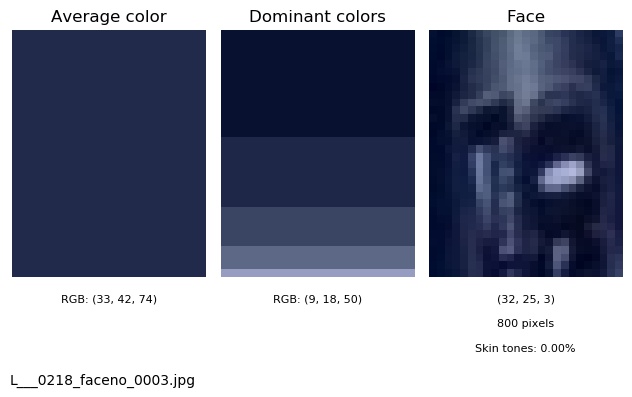 Average color
Dominant colors
Face
RGB: (33, 42, 74)
RGB: (9, 18, 50)
(32, 25, 3)
800 pixels
Skin tones: 0.00%
L___0218_faceno_0003.jpg